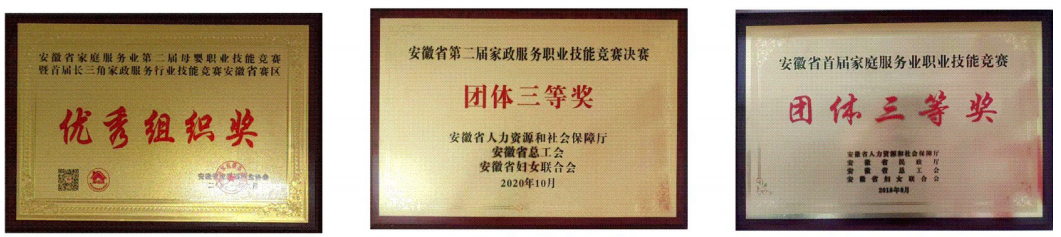 安徽省家庭服务业第二届母婴职业技能竞赛
暨首届长三角家政服务行业技能竞赛安徽省赛区
优秀组织奖
安徽省第二届家政服务职业技能竞赛决赛
团体三等奖
安徽省人力资源和社会保障厅
安徽省总工会
安徽省妇女联合会
2020年10月
安徽省首届家庭服务业职业技能竞赛
团体三等奖
安徽省人力资源和社会保障厅
安徽省民政厅
安徽省总工会
安徽省妇女联合会
2018年9月